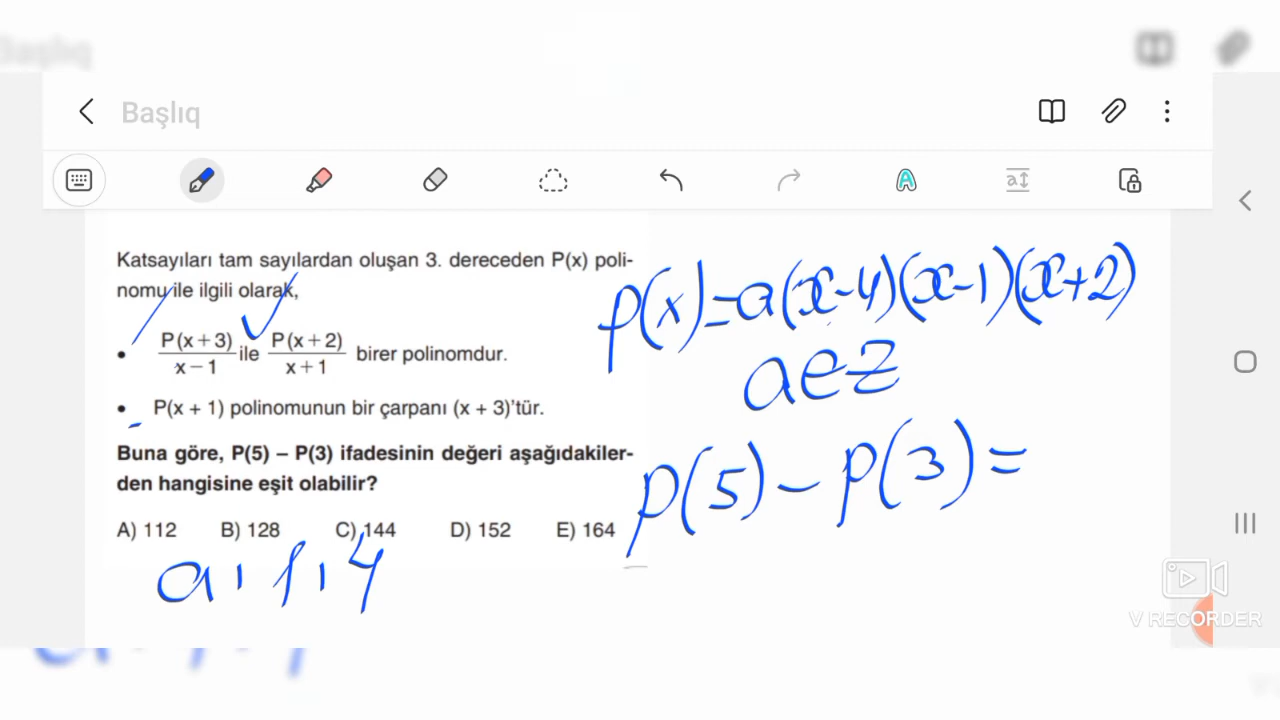 Başlıq
Başlıq
Katsayıları tam sayılardan oluşan 3. dereceden P(x) poli-
nomu ile ilgili olarak,
• P(x+3)/x−1 ile P(x+2)/x+1 birer polinomdur.
• P(x + 1) polinomunun bir çarpanı (x + 3)'tür.
Buna göre, P(5) – P(3) ifadesinin değeri aşağıdakiler-
den hangisine eşit olabilir?
A) 112 B) 128 C) 144 D) 152 E) 164
p(x)=a(x-4)(x-1)(x+2)
a∈z
p(5)-p(3)=
a.1.4
V RECORDER